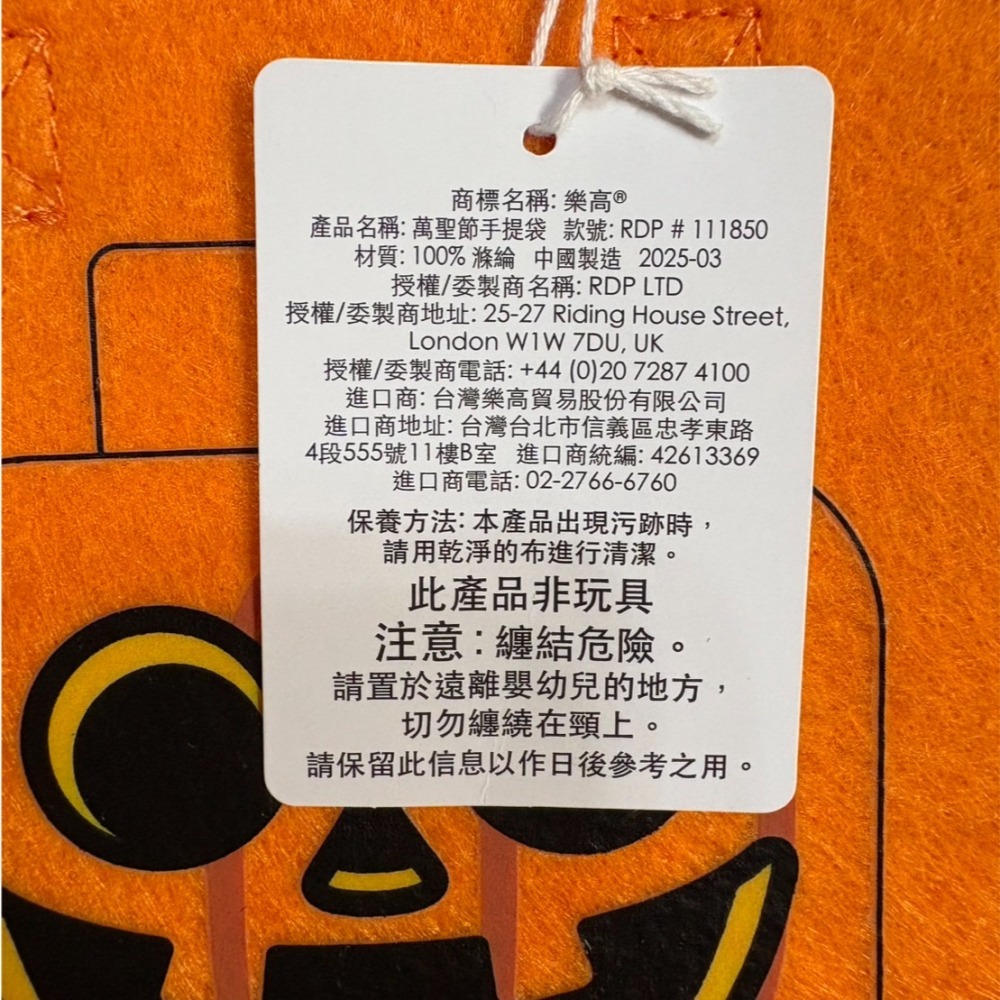 商標名稱: 樂高®
產品名稱: 萬聖節手提袋 款號: RDP # 111850
材質: 100% 滌綸 中國製造 2025-03
授權/委製商名稱: RDP LTD
授權/委製商地址: 25-27 Riding House Street,
London W1W 7DU, UK
授權/委製商電話: +44 (0)20 7287 4100
進口商: 台灣樂高貿易股份有限公司
進口商地址: 台灣台北市信義區忠孝東路
4段555號11樓B室 進口商統編: 42613369
進口商電話: 02-2766-6760
保養方法: 本產品出現污跡時，
請用乾淨的布進行清潔。
此產品非玩具
注意：纏結危險。
請置於遠離嬰幼兒的地方，
切勿纏繞在頸上。
請保留此信息以作日後參考之用。